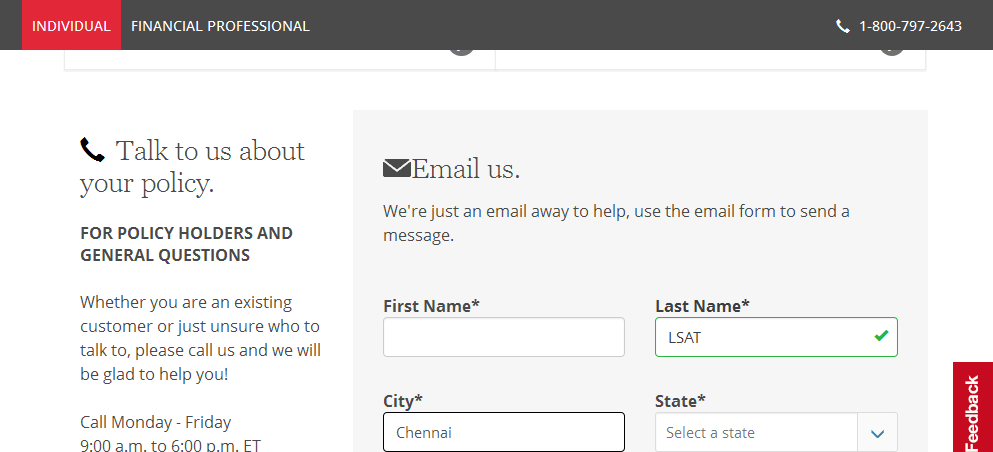 INDIVIDUAL
FINANCIAL PROFESSIONAL
1-800-797-2643
Talk to us about
your policy.
FOR POLICY HOLDERS AND
GENERAL QUESTIONS
Whether you are an existing
customer or just unsure who to
talk to, please call us and we will
be glad to help you!
Call Monday - Friday
9:00 a.m. to 6:00 p.m. ET
Email us.
We're just an email away to help, use the email form to send a
message.
First Name*
Last Name*
LSAT
City*
State*
Chennai
Select a state
Feedback